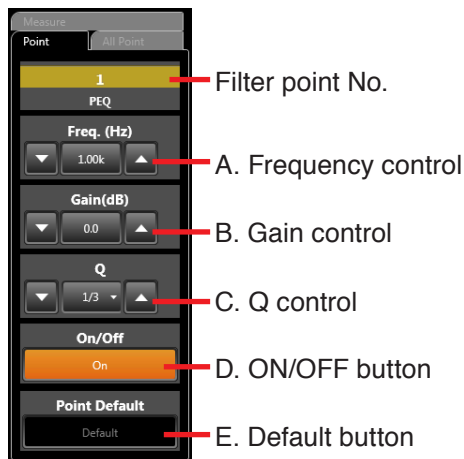 Measure
Point
All Point
1
PEQ
Filter point No.
Freq. (Hz)
1.00k
A. Frequency control
Gain(dB)
0.0
B. Gain control
Q
1/3
C. Q control
On/Off
On
D. ON/OFF button
Point Default
Default
E. Default button